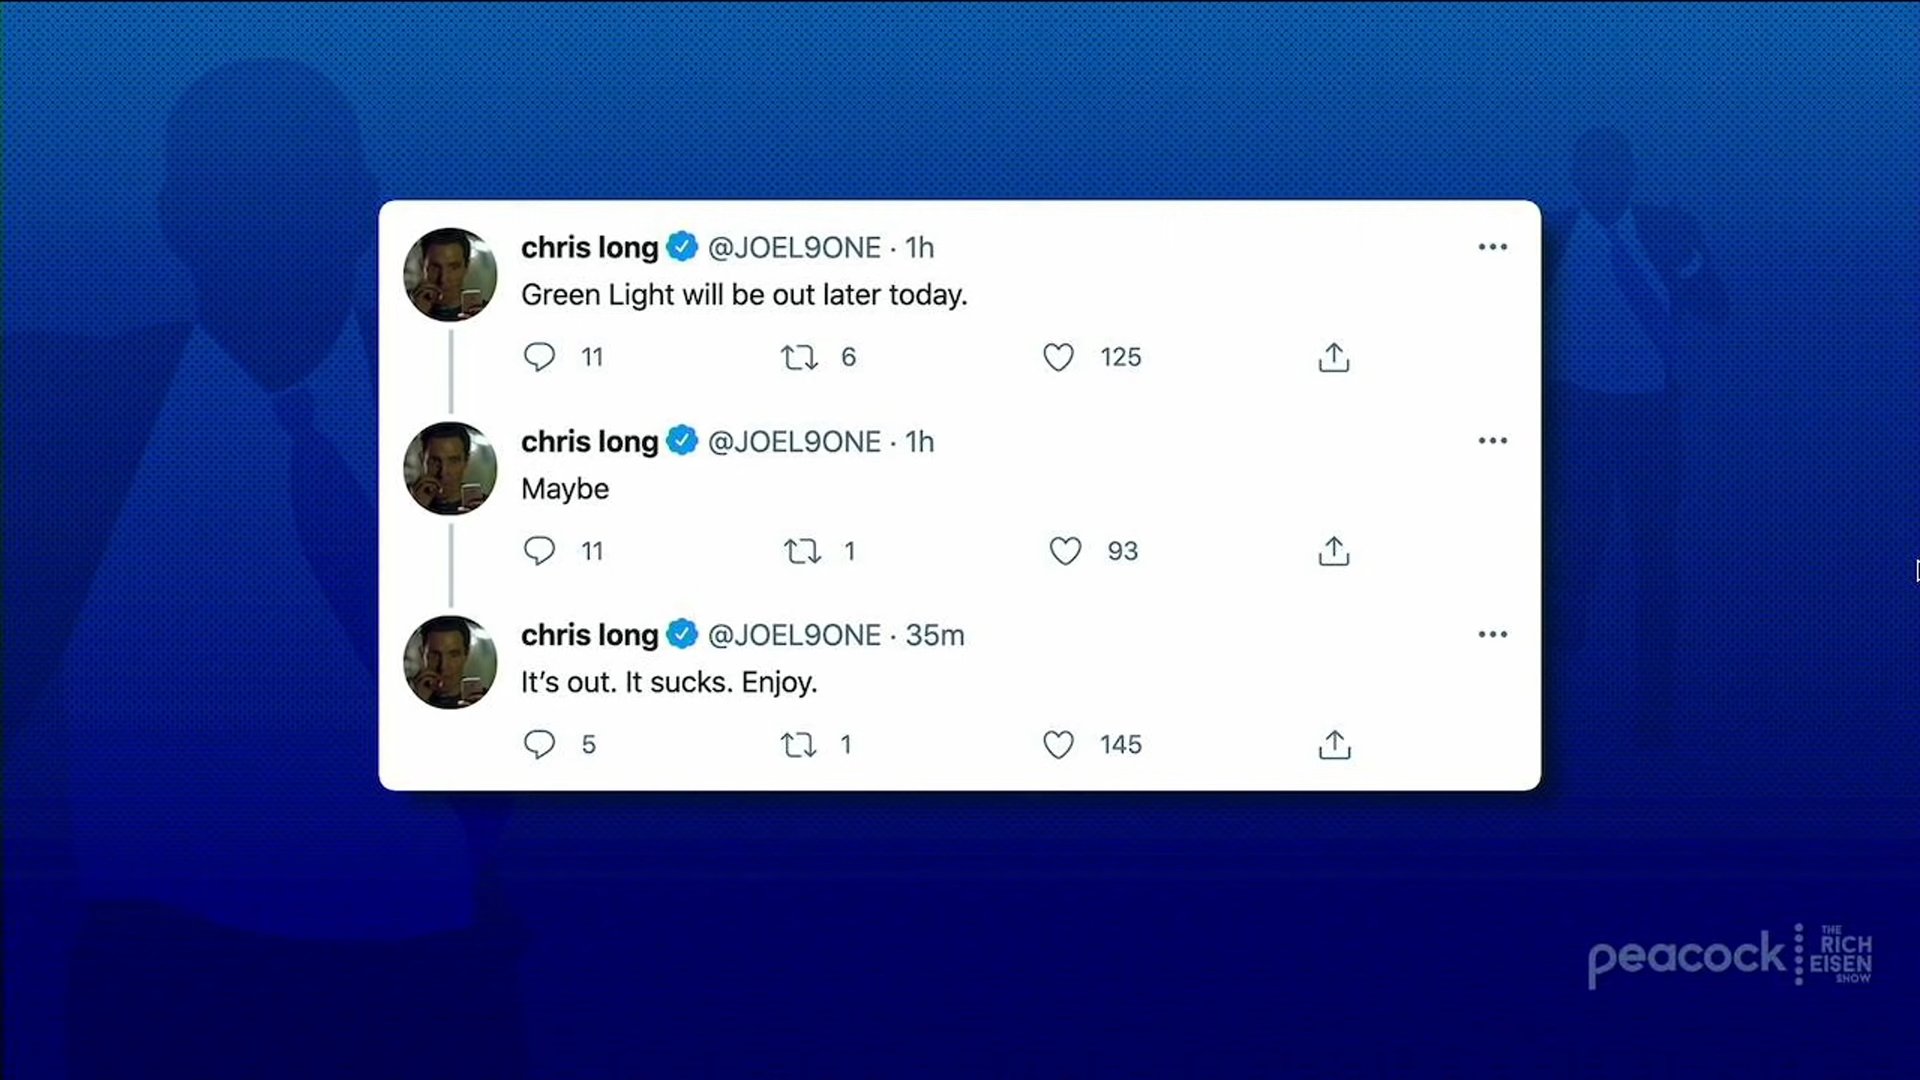 chris long @JOEL9ONE · 1h
Green Light will be out later today.
11 6 125
chris long @JOEL9ONE · 1h
Maybe
11 1 93
chris long @JOEL9ONE · 35m
It’s out. It sucks. Enjoy.
5 1 145
peacock
THE
RICH
EISEN
SHOW